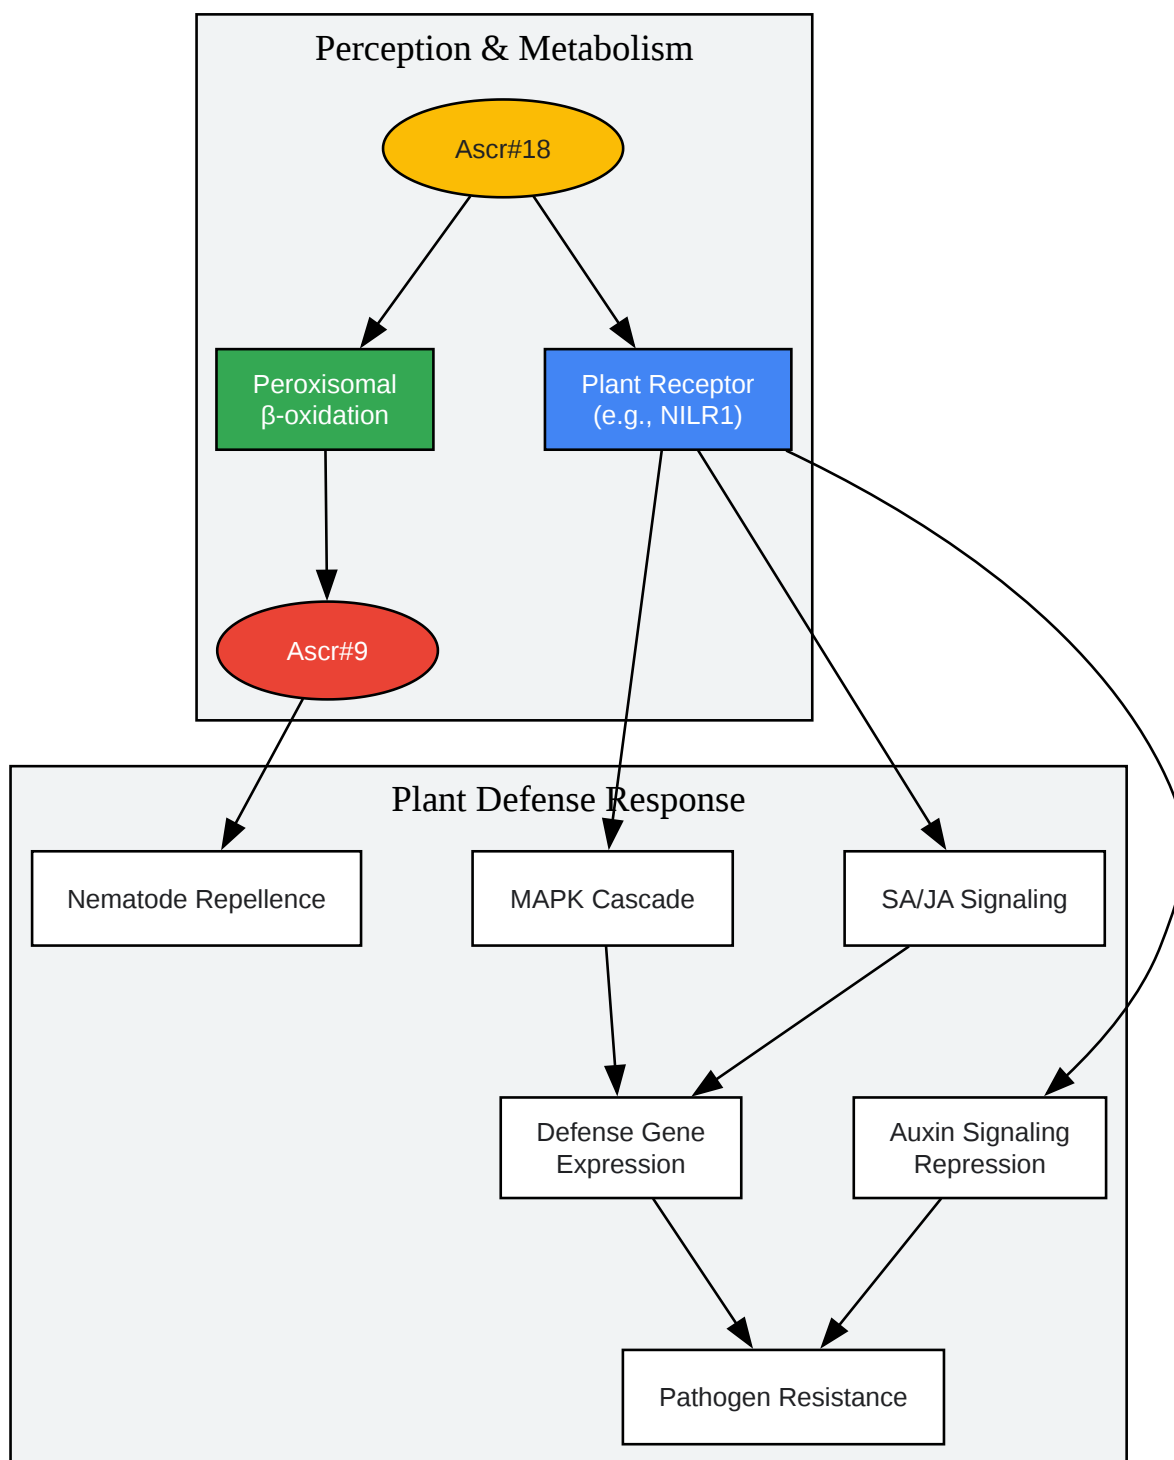 Perception & Metabolism
Ascr#18
Peroxisomal
β-oxidation
Plant Receptor
(e.g., NILR1)
Ascr#9
Plant Defense Response
Nematode Repellence
MAPK Cascade
SA/JA Signaling
Defense Gene
Expression
Auxin Signaling
Repression
Pathogen Resistance